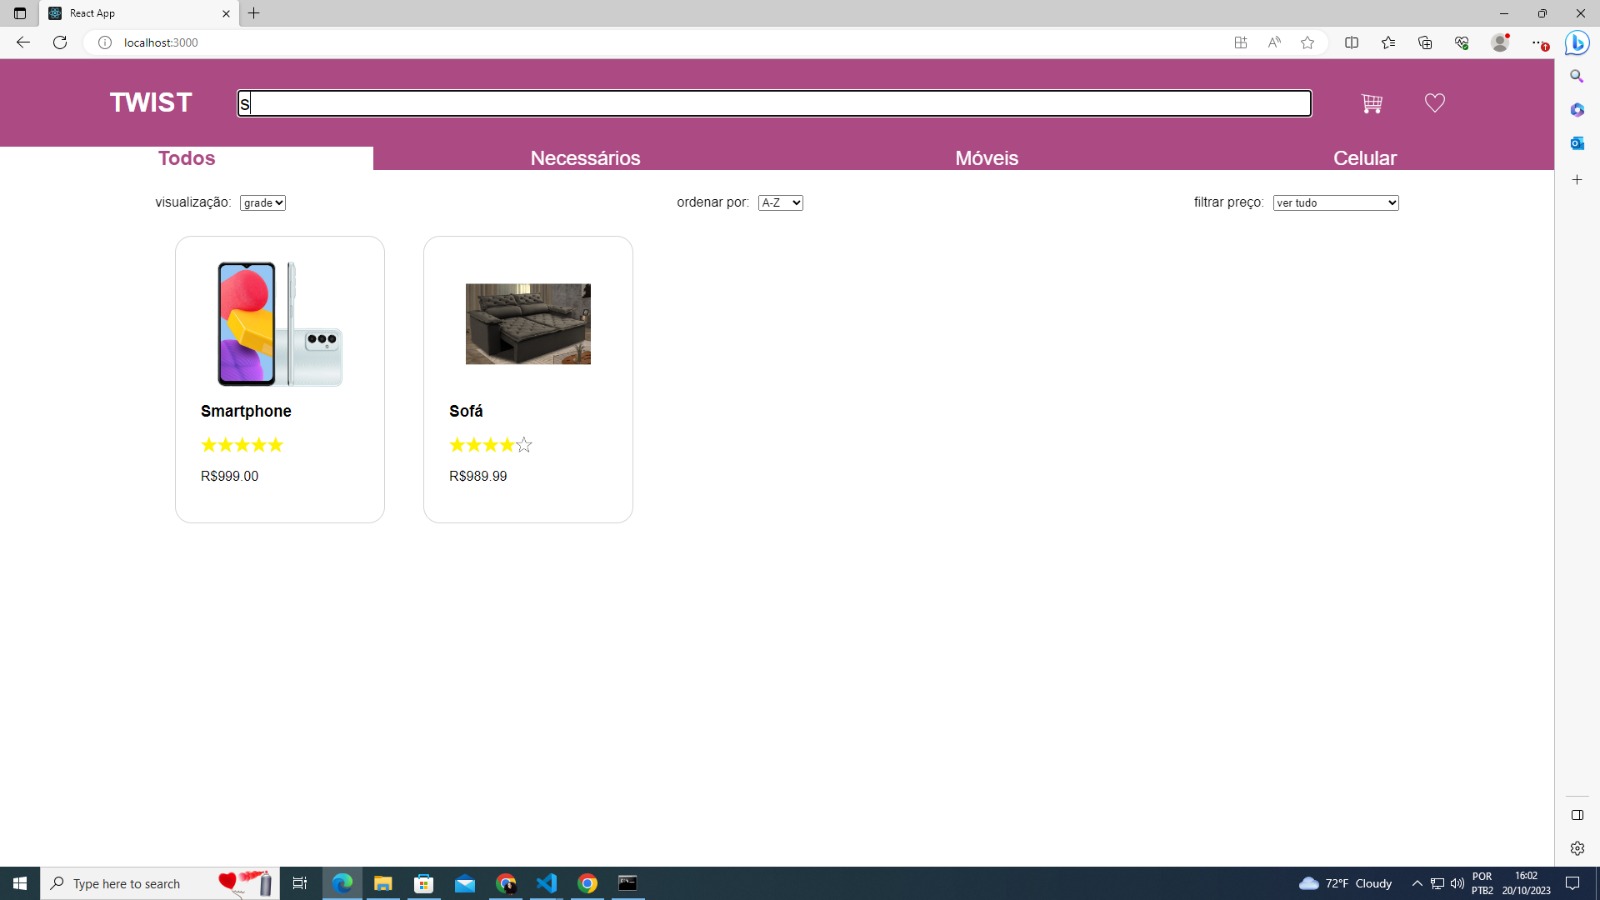 React App
localhost:3000
TWIST
s
Todos Necessários Móveis Celular
visualização: grade ordenar por: A-Z filtrar preço: ver tudo
Smartphone Sofá
R$999.00 R$989.99
Type here to search
72°F Cloudy
POR 16:02
PTB2 20/10/2023